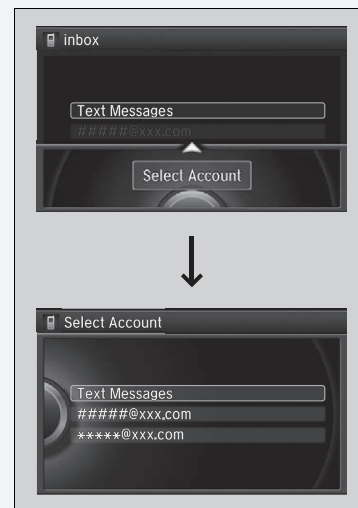 inbox
Text Messages
#####@xxx.com
Select Account
Select Account
Text Messages
#####@xxx.com
*****@xxx.com